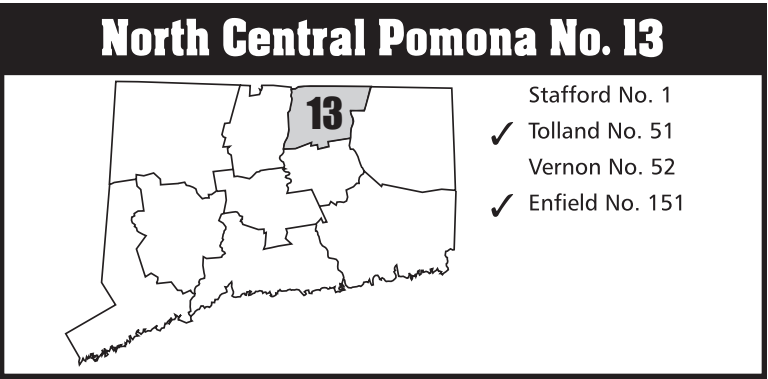 North Central Pomona No. 13
13
Stafford No. 1
✓ Tolland No. 51
Vernon No. 52
✓ Enfield No. 151